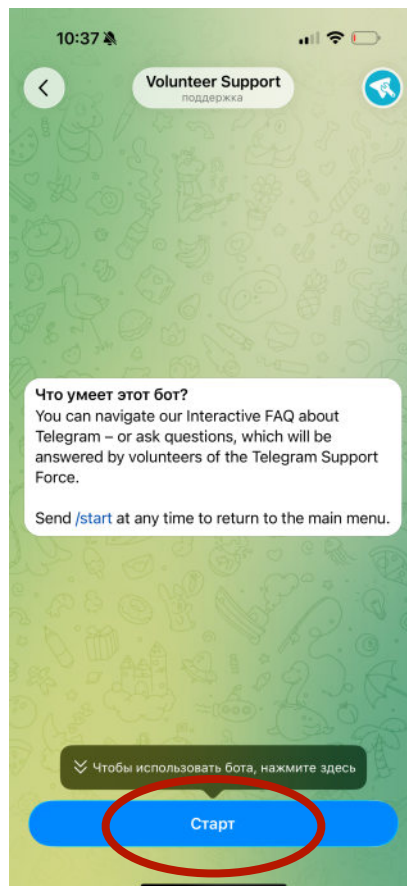 10:37
Volunteer Support
поддержка
Что умеет этот бот?
You can navigate our Interactive FAQ about
Telegram – or ask questions, which will be
answered by volunteers of the Telegram Support
Force.
Send /start at any time to return to the main menu.
Чтобы использовать бота, нажмите здесь
Старт